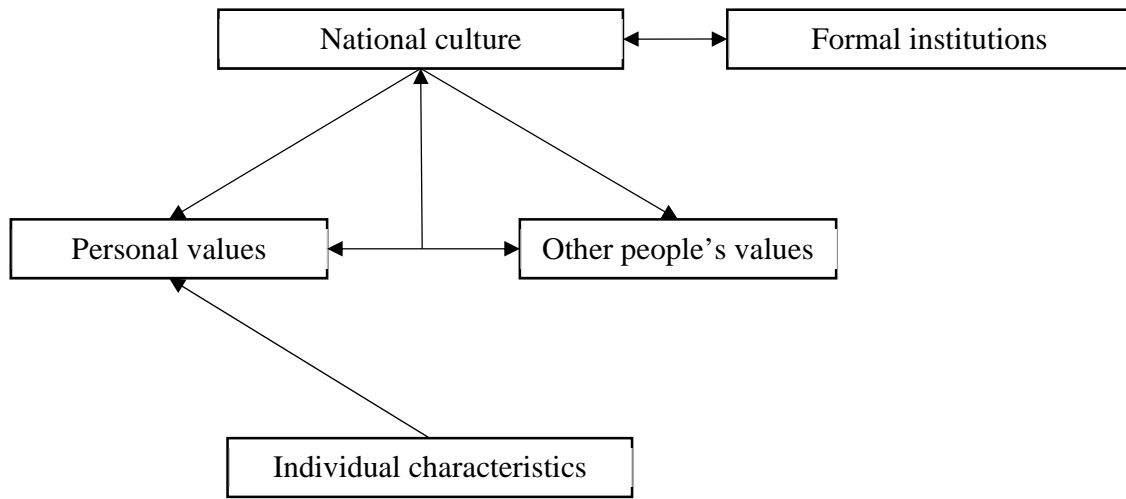 National culture
Formal institutions
Personal values
Other people’s values
Individual characteristics